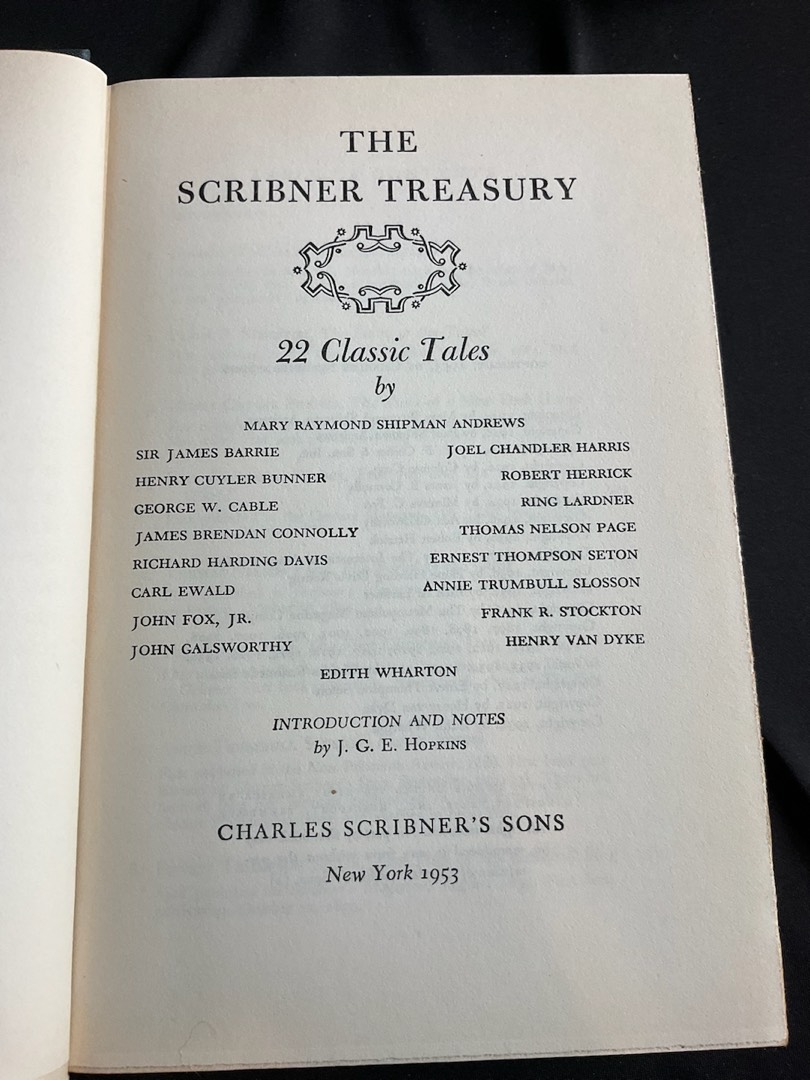 THE
SCRIBNER TREASURY
22 Classic Tales
by
MARY RAYMOND SHIPMAN ANDREWS
SIR JAMES BARRIE
HENRY CUYLER BUNNER
GEORGE W. CABLE
JAMES BRENDAN CONNOLLY
RICHARD HARDING DAVIS
CARL EWALD
JOHN FOX, JR.
JOHN GALSWORTHY
JOEL CHANDLER HARRIS
ROBERT HERRICK
RING LARDNER
THOMAS NELSON PAGE
ERNEST THOMPSON SETON
ANNIE TRUMBULL SLOSSON
FRANK R. STOCKTON
HENRY VAN DYKE
EDITH WHARTON
INTRODUCTION AND NOTES
by J. G. E. HOPKINS
CHARLES SCRIBNER'S SONS
New York 1953